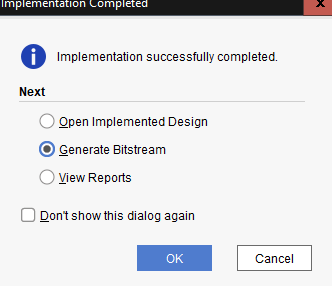 Implementation Completed
Implementation successfully completed.
Next
Open Implemented Design
Generate Bitstream
View Reports
Don't show this dialog again
OK
Cancel